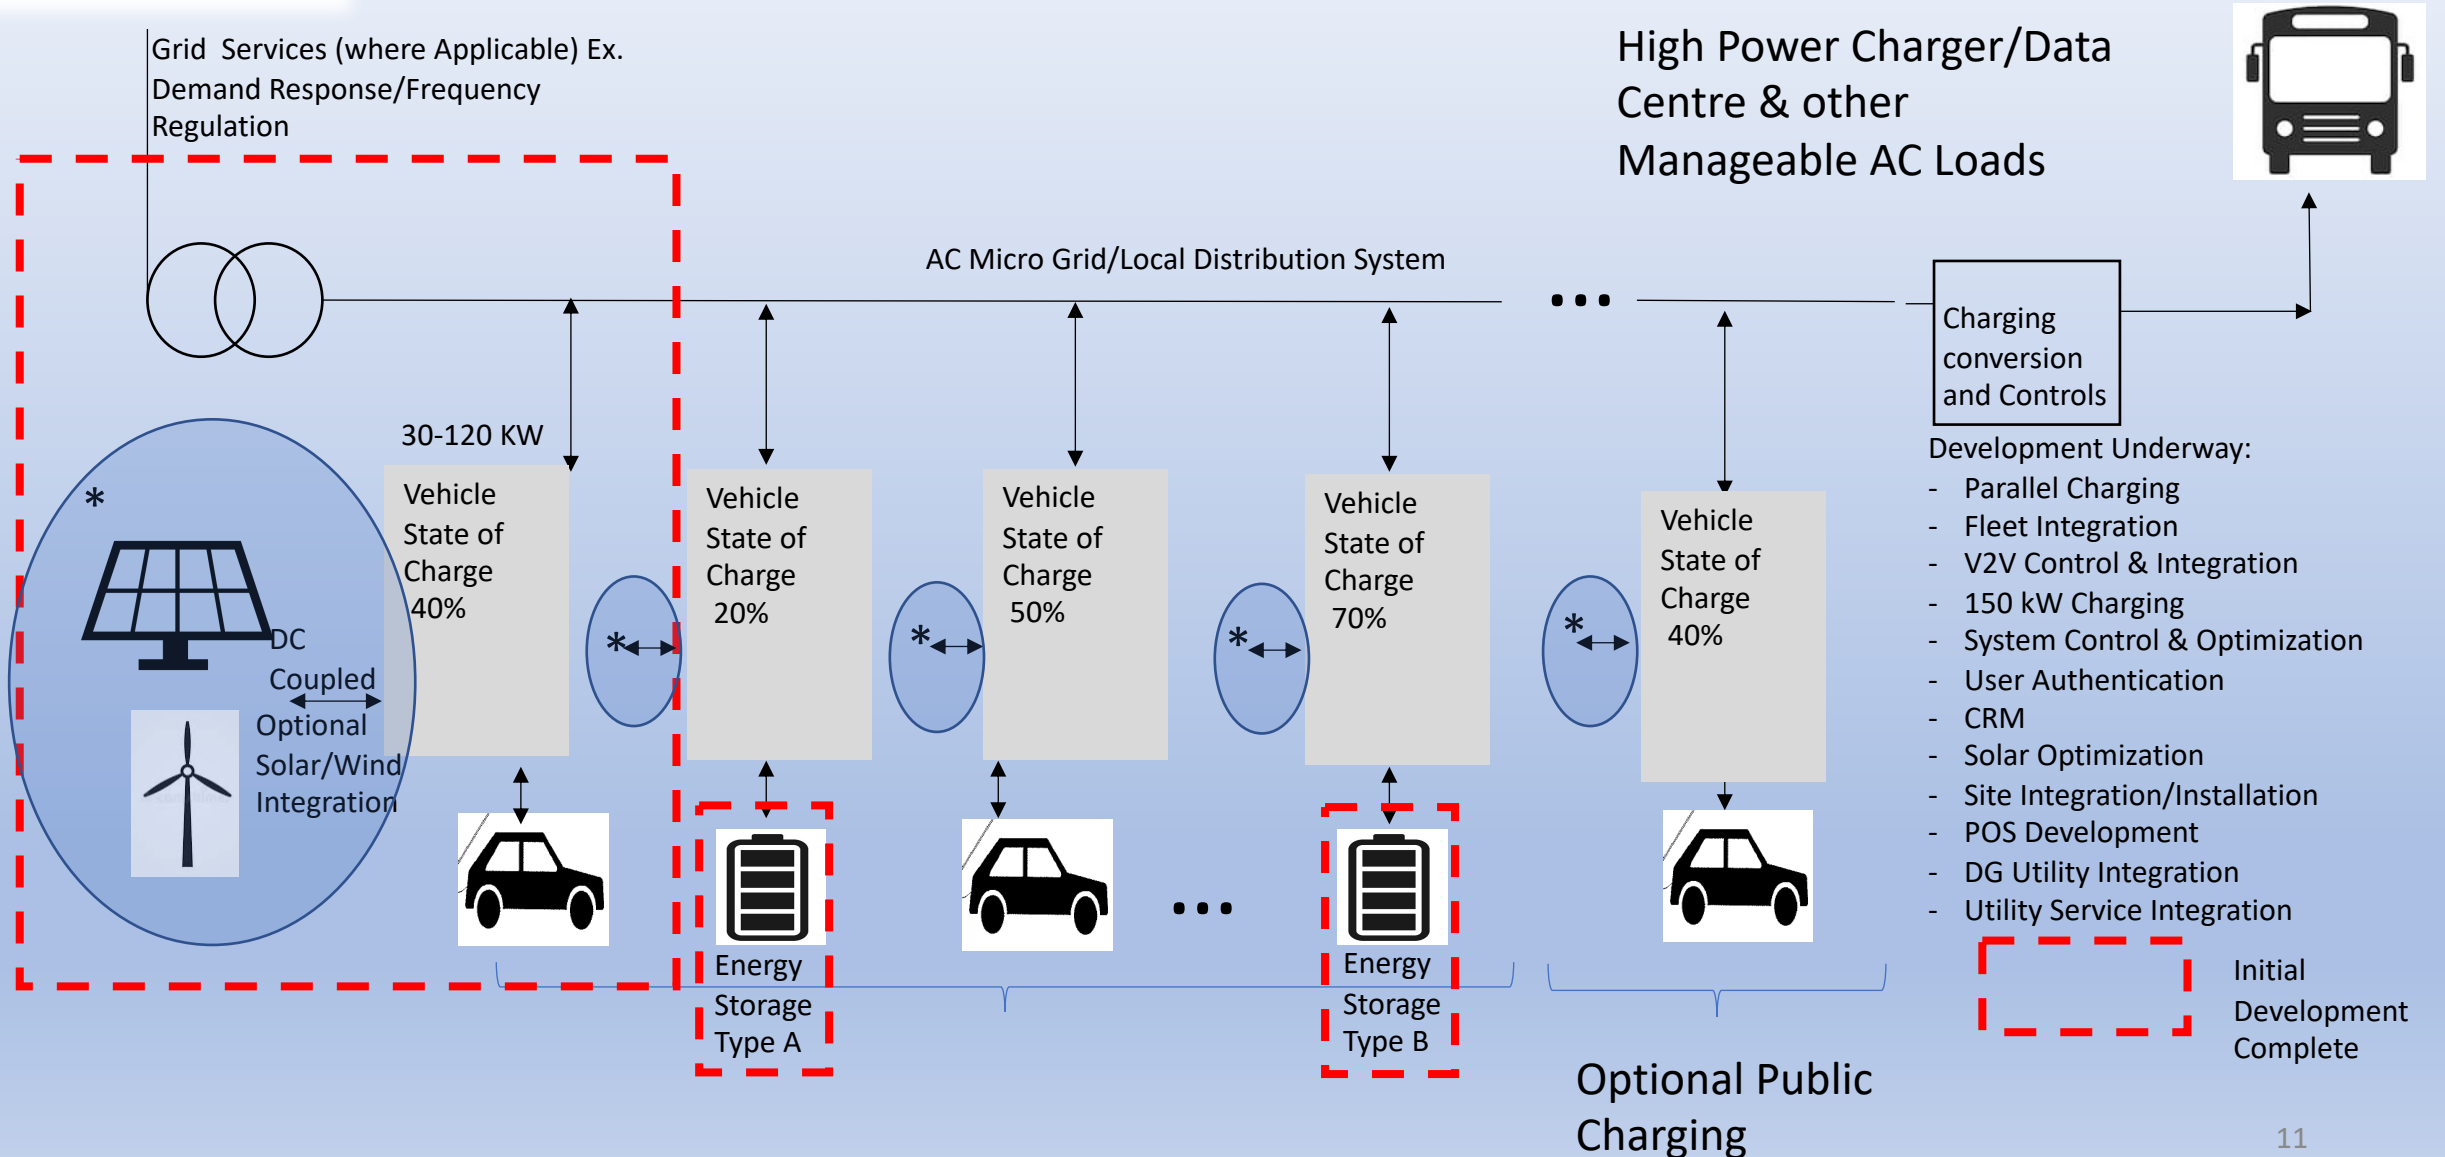 Grid Services (where Applicable) Ex.
Demand Response/Frequency
Regulation
High Power Charger/Data
Centre & other
Manageable AC Loads
AC Micro Grid/Local Distribution System
...
Charging
conversion
and Controls
30-120 KW
*
DC
Coupled
Optional
Solar/Wind
Integration
Vehicle
State of
Charge
40%
*
Vehicle
State of
Charge
20%
*
Vehicle
State of
Charge
50%
*
Vehicle
State of
Charge
70%
*
Vehicle
State of
Charge
40%
...
Energy
Storage
Type A
Energy
Storage
Type B
Optional Public
Charging
Development Underway:
- Parallel Charging
- Fleet Integration
- V2V Control & Integration
- 150 kW Charging
- System Control & Optimization
- User Authentication
- CRM
- Solar Optimization
- Site Integration/Installation
- POS Development
- DG Utility Integration
- Utility Service Integration
Initial
Development
Complete
11